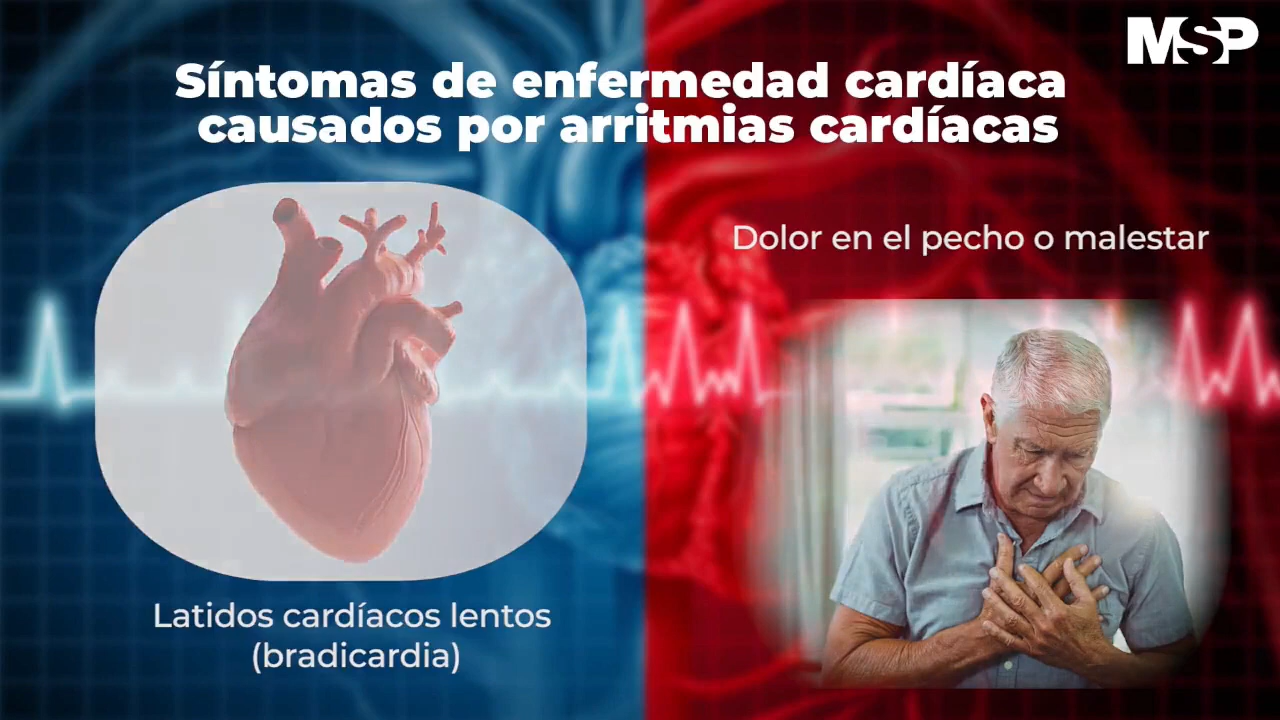 MSP
Síntomas de enfermedad cardíaca
causados por arritmias cardíacas
Dolor en el pecho o malestar
Latidos cardíacos lentos
(bradicardia)